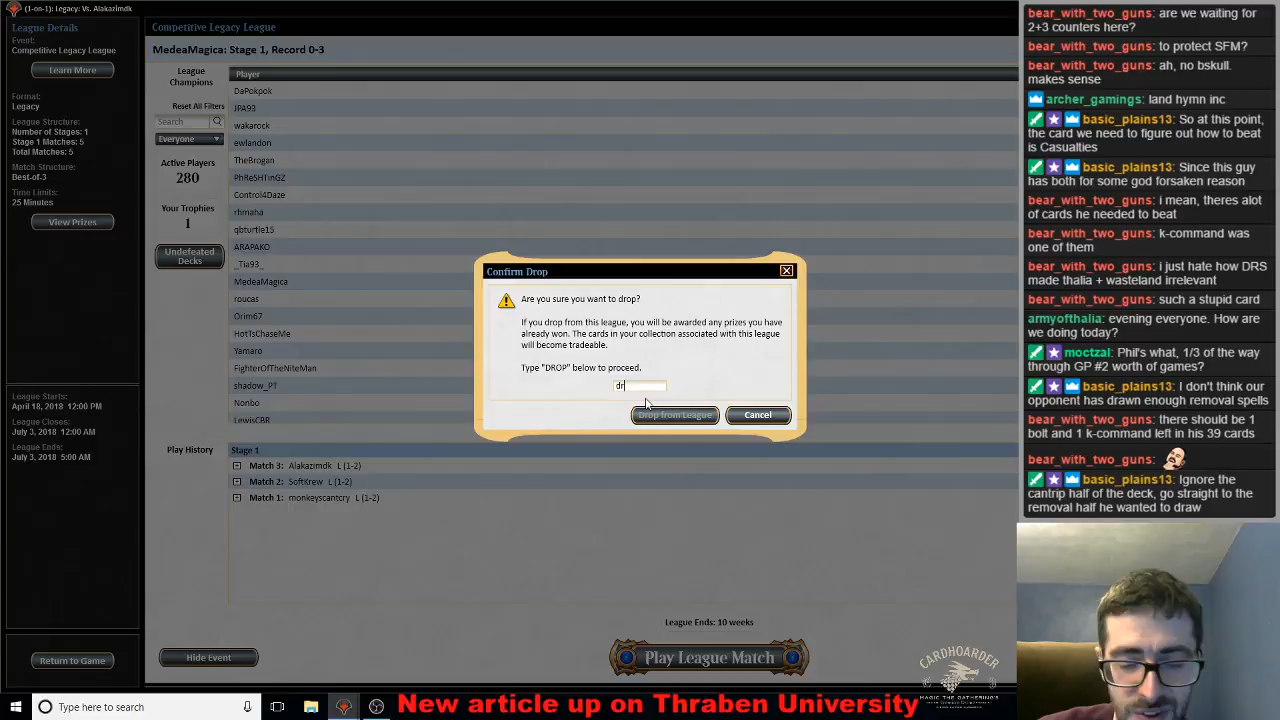 (1-on-1): Legacy: Vs. Alakazimdk
League Details
Event:
Competitive Legacy League
Learn More
Format:
Legacy
League Structure:
Number of Stages: 1
Stage 1 Matches: 5
Total Matches: 5
Match Structure:
Best-of-3
Time Limits:
25 Minutes
View Prizes
League Starts:
April 18, 2018 12:00 PM
League Closes:
July 3, 2018 12:00 AM
League Ends:
July 3, 2018 5:00 AM
Return to Game
Competitive Legacy League
MedeaMagica: Stage 1, Record 0-3
League
Champions
Reset All Filters
Search
Everyone
Active Players
280
Your Trophies
1
Undefeated
Decks
Player
DaPokpok
JPA93
wakarock
ewlandon
TheBrogan
PhReSHTnGZ
Control4Daze
rhmaha
qbturtle15
ARAPAKO
_Tia93_
MedeaMagica
roucas
Orim67
HotTsChaseMe
Yamaro
FighterOfTheNiteMan
shadow_PT
Nonbo
LewisCBR
Play History
Stage 1
Match 3: Alakazimdk L (1-2)
Match 2: SoftKrew L (1-2)
Match 1: monkeysantcry L (1-2)
Confirm Drop
Are you sure you want to drop?
If you drop from this league, you will be awarded any prizes you have
already won. The cards in your collection associated with this league
will become tradeable.
Type "DROP" below to proceed.
dr
Drop from League
Cancel
League Ends: 10 weeks
Hide Event
Play League Match
CARDHOARDER
bear_with_two_guns: are we waiting for
2+3 counters here?
bear_with_two_guns: to protect SFM?
bear_with_two_guns: ah, no bskull.
makes sense
archer_gamings: land hymn inc
basic_plains13: So at this point,
the card we need to figure out how to beat
is Casualties
basic_plains13: Since this guy
has both for some god forsaken reason
bear_with_two_guns: i mean, theres alot
of cards he needed to beat
bear_with_two_guns: k-command was
one of them
bear_with_two_guns: i just hate how DRS
made thalia + wasteland irrelevant
bear_with_two_guns: such a stupid card
armyofthalia: evening everyone. How are
we doing today?
moctzal: Phil's what, 1/3 of the way
through GP #2 worth of games?
basic_plains13: I don't think our
opponent has drawn enough removal spells
bear_with_two_guns: there should be 1
bolt and 1 k-command left in his 39 cards
bear_with_two_guns:
basic_plains13: Ignore the
cantrip half of the deck, go straight to the
removal half he wanted to draw
Type here to search
New article up on Thraben University